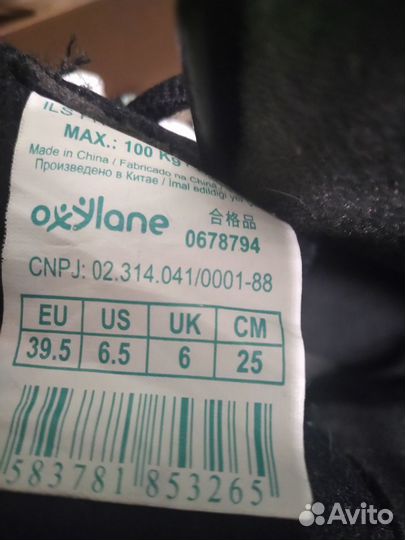 MAX.: 100 Kg
Made in China / Fabricado na China /
Произведено в Китае / İmal edildiği yer
oxylane 合格品
0678794
CNPJ: 02.314.041/0001-88
EU US UK CM
39.5 6.5 6 25
583781 853265
Avito